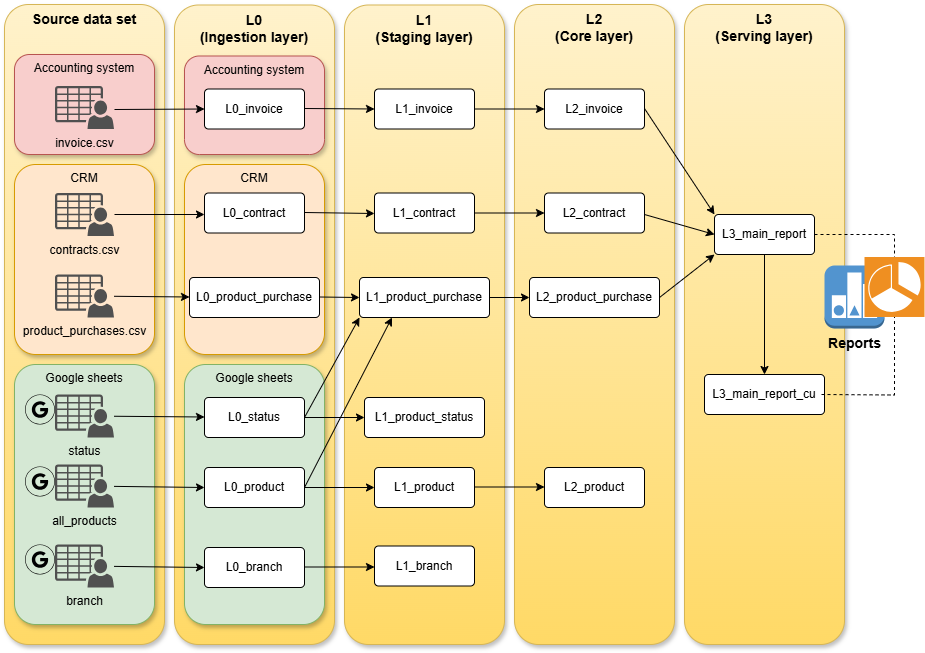 Source data set
L0
(Ingestion layer)
L1
(Staging layer)
L2
(Core layer)
L3
(Serving layer)
Accounting system
invoice.csv
Accounting system
L0_invoice
L1_invoice
L2_invoice
CRM
contracts.csv
product_purchases.csv
CRM
L0_contract
L1_contract
L2_contract
L0_product_purchase
L1_product_purchase
L2_product_purchase
L3_main_report
Reports
L3_main_report_cu
Google sheets
G
status
G
all_products
G
branch
Google sheets
L0_status
L1_product_status
L0_product
L1_product
L2_product
L0_branch
L1_branch